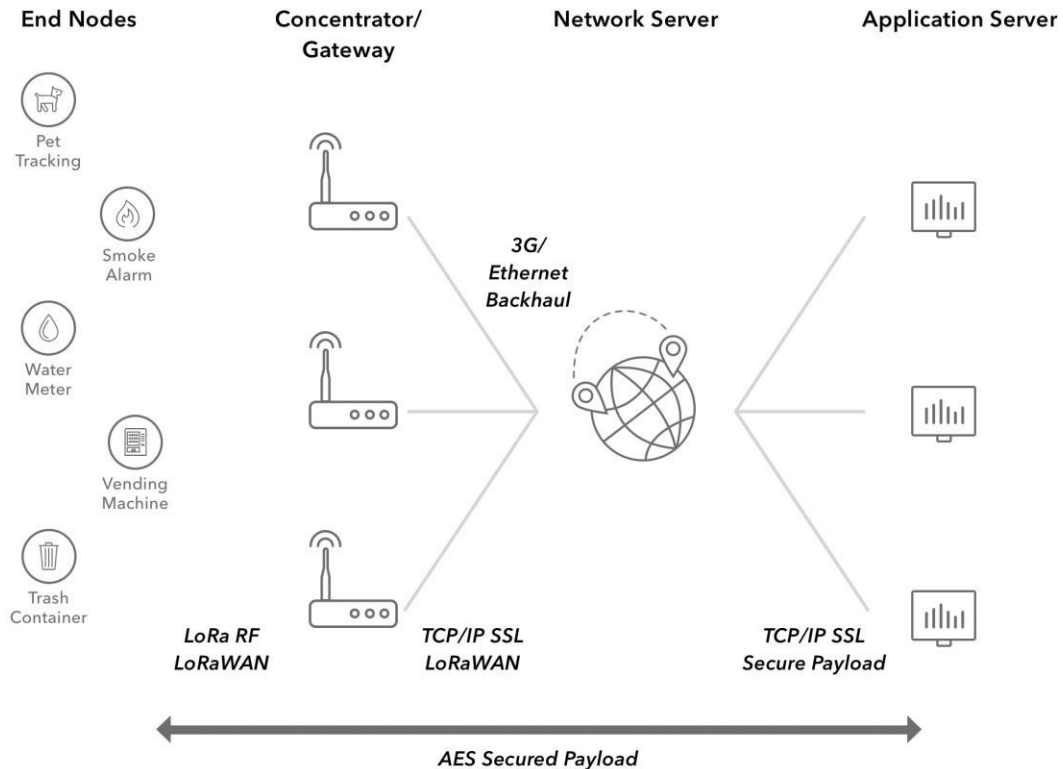 End Nodes
Concentrator/
Gateway
Network Server
Application Server
Pet
Tracking
Smoke
Alarm
Water
Meter
Vending
Machine
Trash
Container
3G/
Ethernet
Backhaul
LoRa RF
LoRaWAN
TCP/IP SSL
LoRaWAN
TCP/IP SSL
Secure Payload
AES Secured Payload